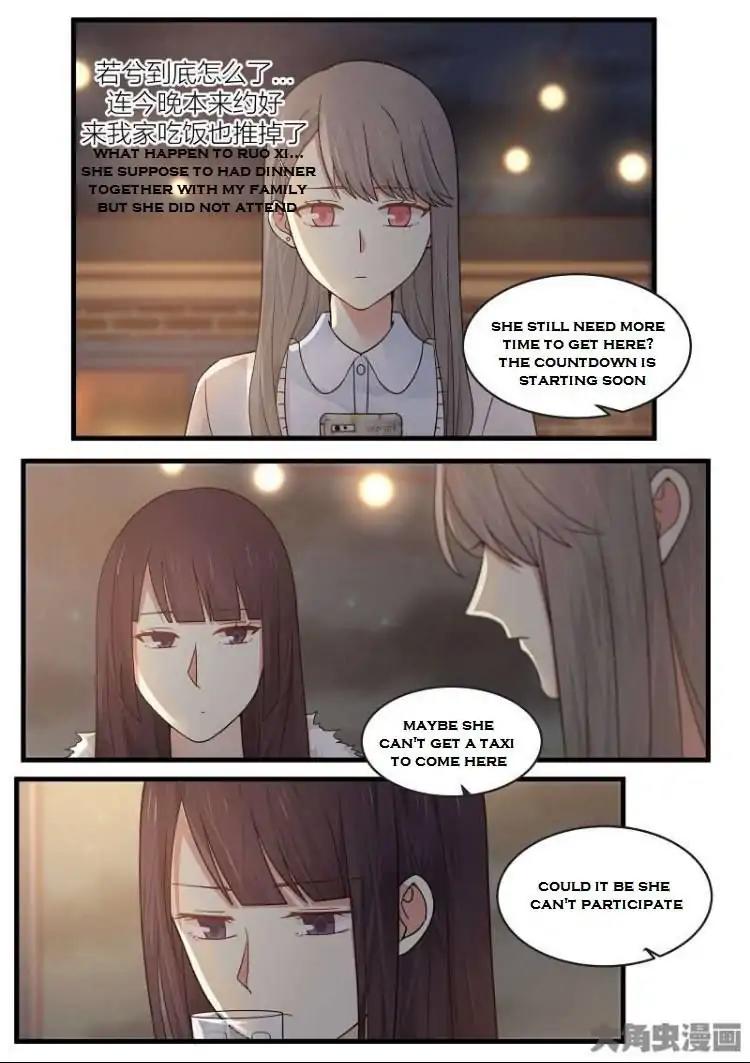 若兮到底怎么了...
连今晚本来约好
来我家吃饭也推掉了
WHAT HAPPEN TO RUO XI...
SHE SUPPOSE TO HAD DINNER
TOGETHER WITH MY FAMILY
BUT SHE DID NOT ATTEND
SHE STILL NEED MORE
TIME TO GET HERE?
THE COUNTDOWN IS
STARTING SOON
MAYBE SHE
CAN'T GET A TAXI
TO COME HERE
COULD IT BE SHE
CAN'T PARTICIPATE
大角虫漫画